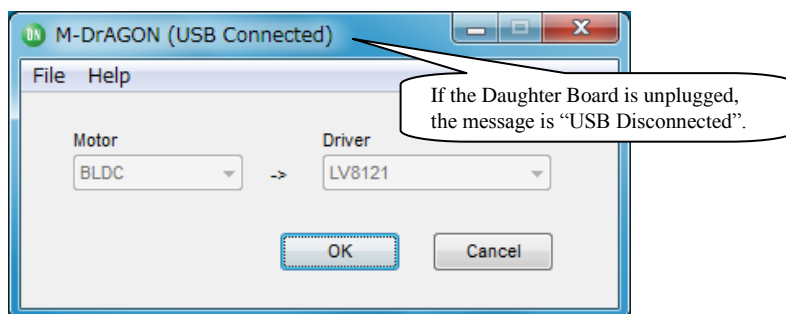 ON M-DrAGON (USB Connected)
File Help
If the Daughter Board is unplugged,
the message is “USB Disconnected”.
Motor Driver
BLDC -> LV8121
OK Cancel